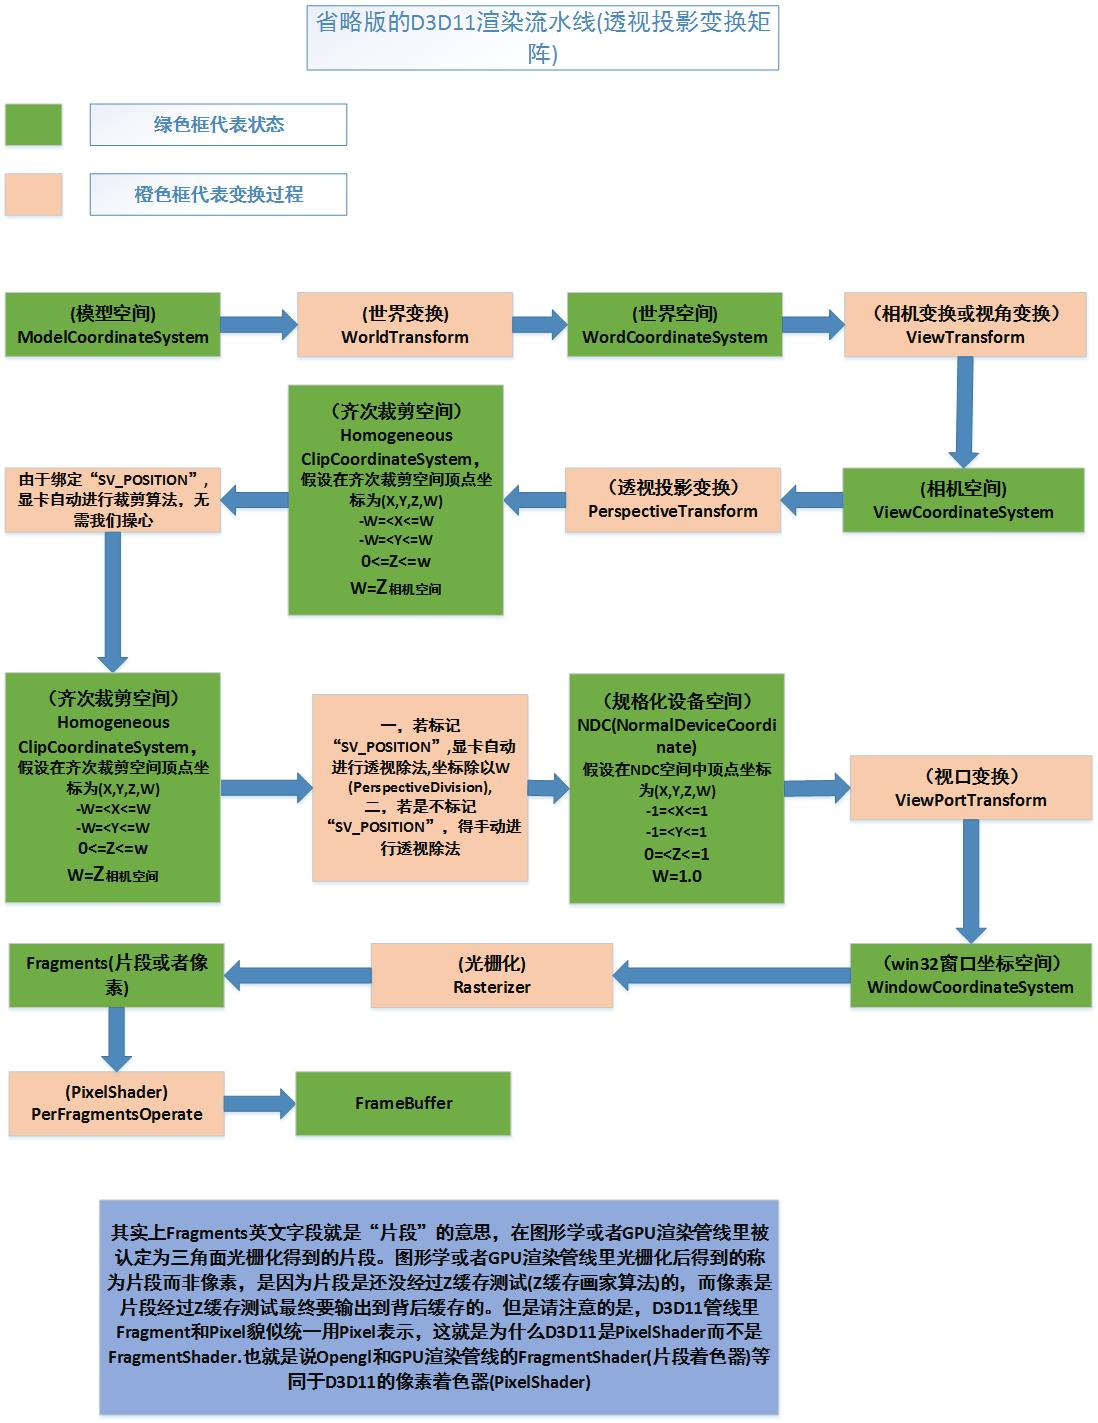 省略版的D3D11渲染流水线(透视投影变换矩
阵)
绿色框代表状态
橙色框代表变换过程
(模型空间)
ModelCoordinateSystem
(世界变换)
WorldTransform
(世界空间)
WordCoordinateSystem
（相机变换或视角变换）
ViewTransform
(相机空间)
ViewCoordinateSystem
（透视投影变换）
PerspectiveTransform
（齐次裁剪空间）
Homogeneous
ClipCoordinateSystem，
假设在齐次裁剪空间顶点坐
标为(X,Y,Z,W)
-W=<X<=W
-W=<Y<=W
0<=Z<=w
W=Z相机空间
由于绑定“SV_POSITION”，
显卡自动进行裁剪算法，无
需我们操心
（齐次裁剪空间）
Homogeneous
ClipCoordinateSystem，
假设在齐次裁剪空间顶点坐
标为(X,Y,Z,W)
-W=<X<=W
-W=<Y<=W
0<=Z<=w
W=Z相机空间
一，若标记
“SV_POSITION”,显卡自动
进行透视除法,坐标除以W
(PerspectiveDivision),
二，若是不标记
“SV_POSITION”，得手动进
行透视除法
（规格化设备空间）
NDC(NormalDeviceCoordi
nate)
假设在NDC空间中顶点坐标
为(X,Y,Z,W)
-1=<X<=1
-1=<Y<=1
0=<Z<=1
W=1.0
（视口变换）
ViewPortTransform
（win32窗口坐标空间）
WindowCoordinateSystem
(光栅化)
Rasterizer
Fragments(片段或者像
素)
(PixelShader)
PerFragmentsOperate
FrameBuffer
其实上Fragments英文字段就是“片段”的意思，在图形学或者GPU渲染管线里被
认定为三角面光栅化得到的片段。图形学或者GPU渲染管线里光栅化后得到的称
为片段而非像素，是因为片段是还没经过Z缓存测试(Z缓存画家算法)的，而像素是
片段经过Z缓存测试最终要输出到背后缓存的。但是请注意的是，D3D11管线里
Fragment和Pixel貌似统一用Pixel表示，这就是为什么D3D11是PixelShader而不是
FragmentShader.也就是说Opengl和GPU渲染管线的FragmentShader(片段着色器)等
同于D3D11的像素着色器(PixelShader)